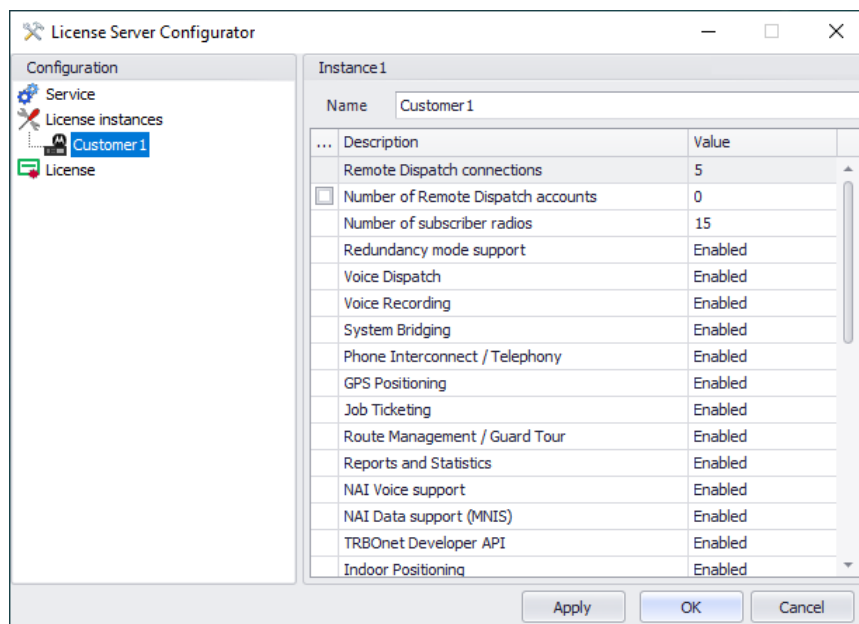 License Server Configurator
Configuration
Service
License instances
Customer1
License
Instance1
Name Customer1
... Description Value
Remote Dispatch connections 5
Number of Remote Dispatch accounts 0
Number of subscriber radios 15
Redundancy mode support Enabled
Voice Dispatch Enabled
Voice Recording Enabled
System Bridging Enabled
Phone Interconnect / Telephony Enabled
GPS Positioning Enabled
Job Ticketing Enabled
Route Management / Guard Tour Enabled
Reports and Statistics Enabled
NAI Voice support Enabled
NAI Data support (MNIS) Enabled
TRBOnet Developer API Enabled
Indoor Positioning Enabled
Apply OK Cancel